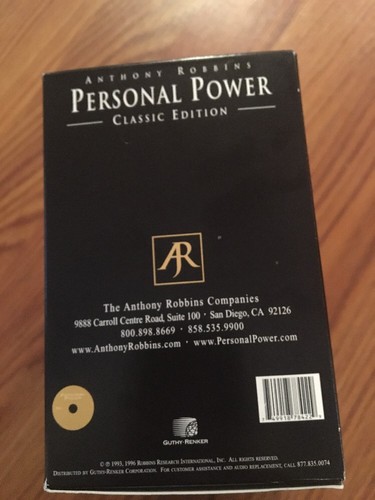 ANTHONY ROBBINS
PERSONAL POWER
CLASSIC EDITION
AR
The Anthony Robbins Companies
9888 Carroll Centre Road, Suite 100 · San Diego, CA 92126
800.898.8669 · 858.535.9900
www.AnthonyRobbins.com · www.PersonalPower.com
GUTHY-RENKER
© ℗ 1993, 1996 ROBBINS RESEARCH INTERNATIONAL, INC. ALL RIGHTS RESERVED.
DISTRIBUTED BY GUTHY-RENKER CORPORATION. FOR CUSTOMER ASSISTANCE AND AUDIO REPLACEMENT, CALL 877.835.0074